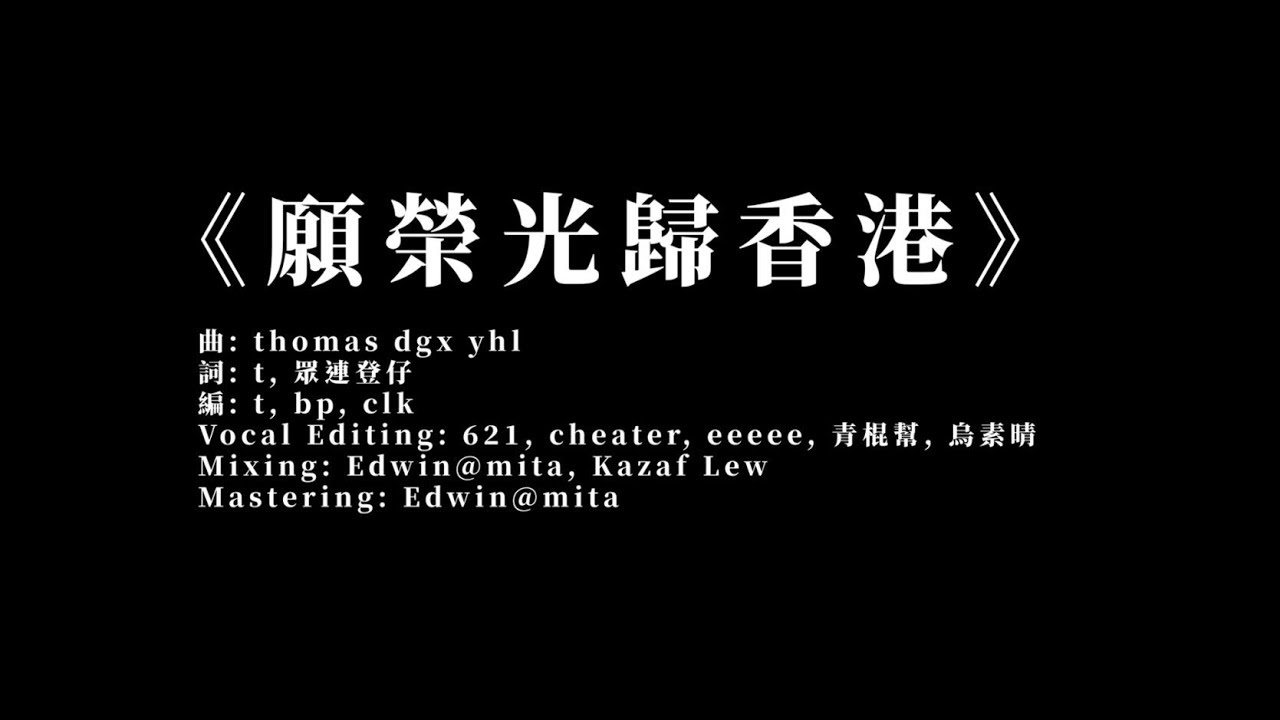 《願榮光歸香港》
曲: thomas dgx yhl
詞: t, 眾連登仔
編: t, bp, clk
Vocal Editing: 621, cheater, eeeee, 青棍幫, 烏素晴
Mixing: Edwin@mita, Kazaf Lew
Mastering: Edwin@mita